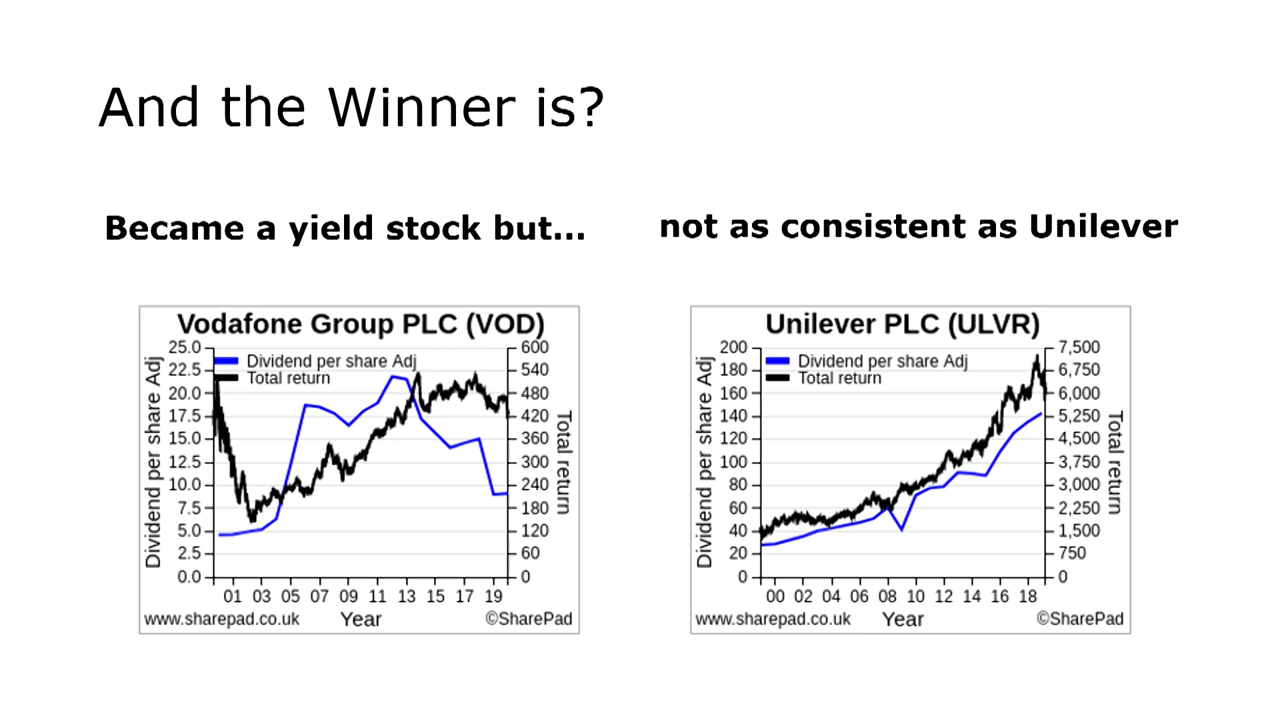 And the Winner is?
Became a yield stock but...
not as consistent as Unilever
Vodafone Group PLC (VOD)
Dividend per share Adj
Total return
Dividend per share Adj
25.0
22.5
20.0
17.5
15.0
12.5
10.0
7.5
5.0
2.5
0.0
600
540
480
420
360
300
240
180
120
60
0
Total return
01 03 05 07 09 11 13 15 17 19
www.sharepad.co.uk Year ©SharePad
Unilever PLC (ULVR)
Dividend per share Adj
Total return
Dividend per share Adj
200
180
160
140
120
100
80
60
40
20
0
7,500
6,750
6,000
5,250
4,500
3,750
3,000
2,250
1,500
750
0
Total return
00 02 04 06 08 10 12 14 16 18
www.sharepad.co.uk Year ©SharePad